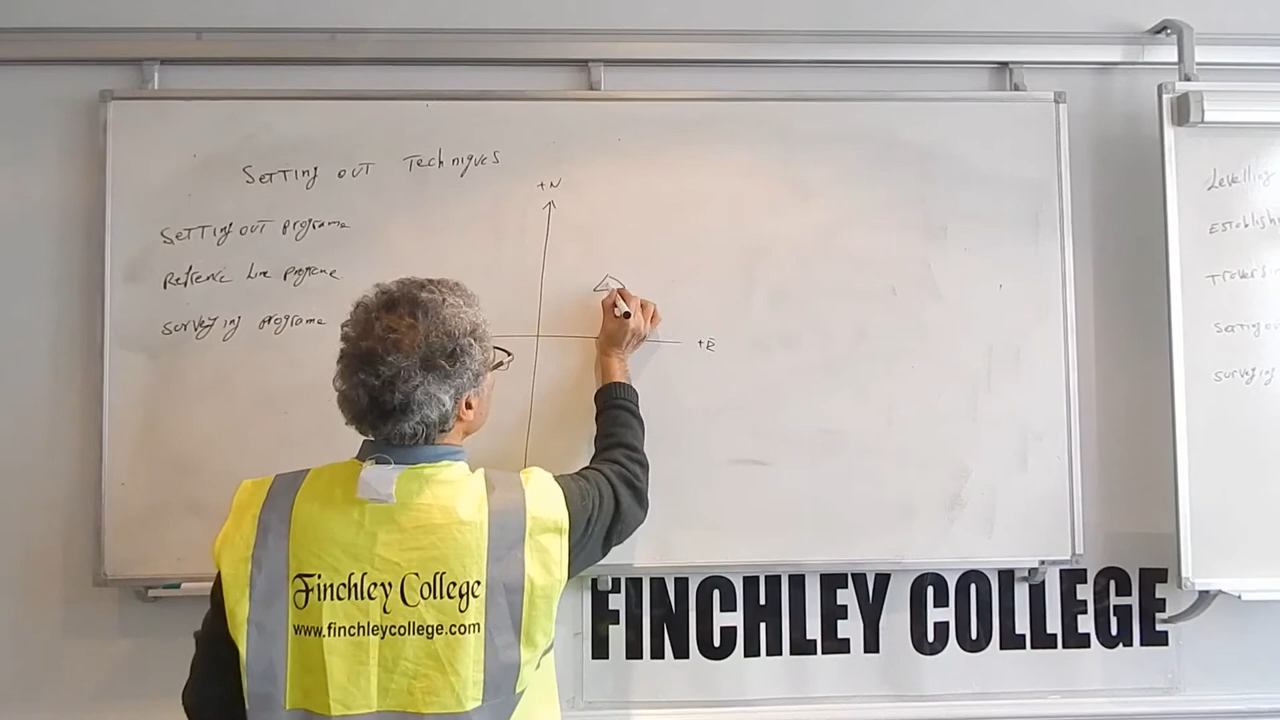 Setting out Techniques
+N
Setting out programe
Refrence Line programe
surveying programe
+E
Levelling
Establish
Traversin
Setting ou
surveying
Finchley College
www.finchleycollege.com
FINCHLEY COLLEGE